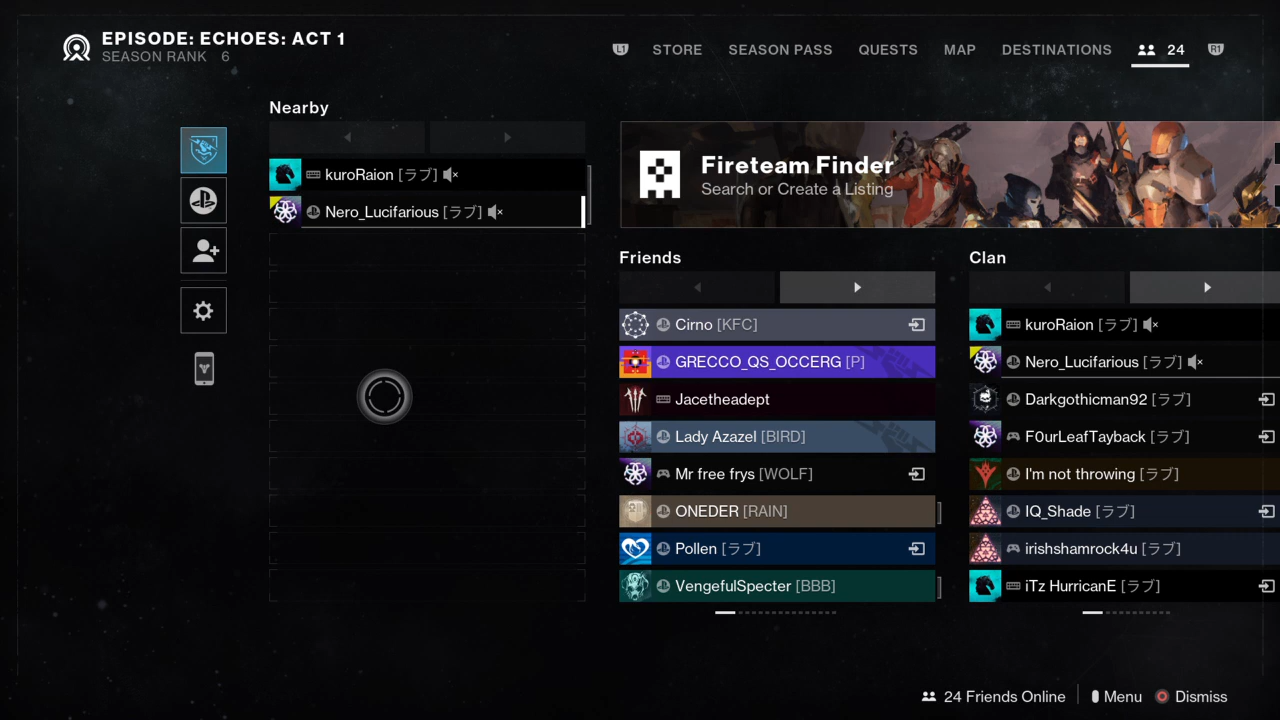 EPISODE: ECHOES: ACT 1
SEASON RANK 6
L1 STORE SEASON PASS QUESTS MAP DESTINATIONS 24 R1
Nearby
kuroRaion [ラブ]
Nero_Lucifarious [ラブ]
Fireteam Finder
Search or Create a Listing
Friends
Cirno [KFC]
GRECCO_QS_OCCERG [P]
Jacetheadept
Lady Azazel [BIRD]
Mr free frys [WOLF]
ONEDER [RAIN]
Pollen [ラブ]
VengefulSpecter [BBB]
Clan
kuroRaion [ラブ]
Nero_Lucifarious [ラブ]
Darkgothicman92 [ラブ]
F0urLeafTayback [ラブ]
I'm not throwing [ラブ]
IQ_Shade [ラブ]
irishshamrock4u [ラブ]
iTz HurricanE [ラブ]
24 Friends Online Menu Dismiss